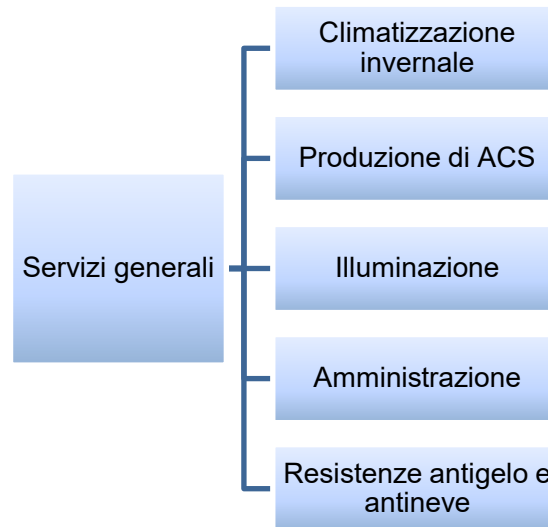 Climatizzazione
invernale
Produzione di ACS
Servizi generali
Illuminazione
Amministrazione
Resistenze antigelo e
antineve